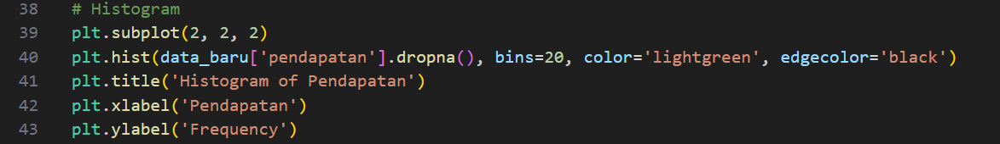 38 # Histogram
39 plt.subplot(2, 2, 2)
40 plt.hist(data_baru['pendapatan'].dropna(), bins=20, color='lightgreen', edgecolor='black')
41 plt.title('Histogram of Pendapatan')
42 plt.xlabel('Pendapatan')
43 plt.ylabel('Frequency')